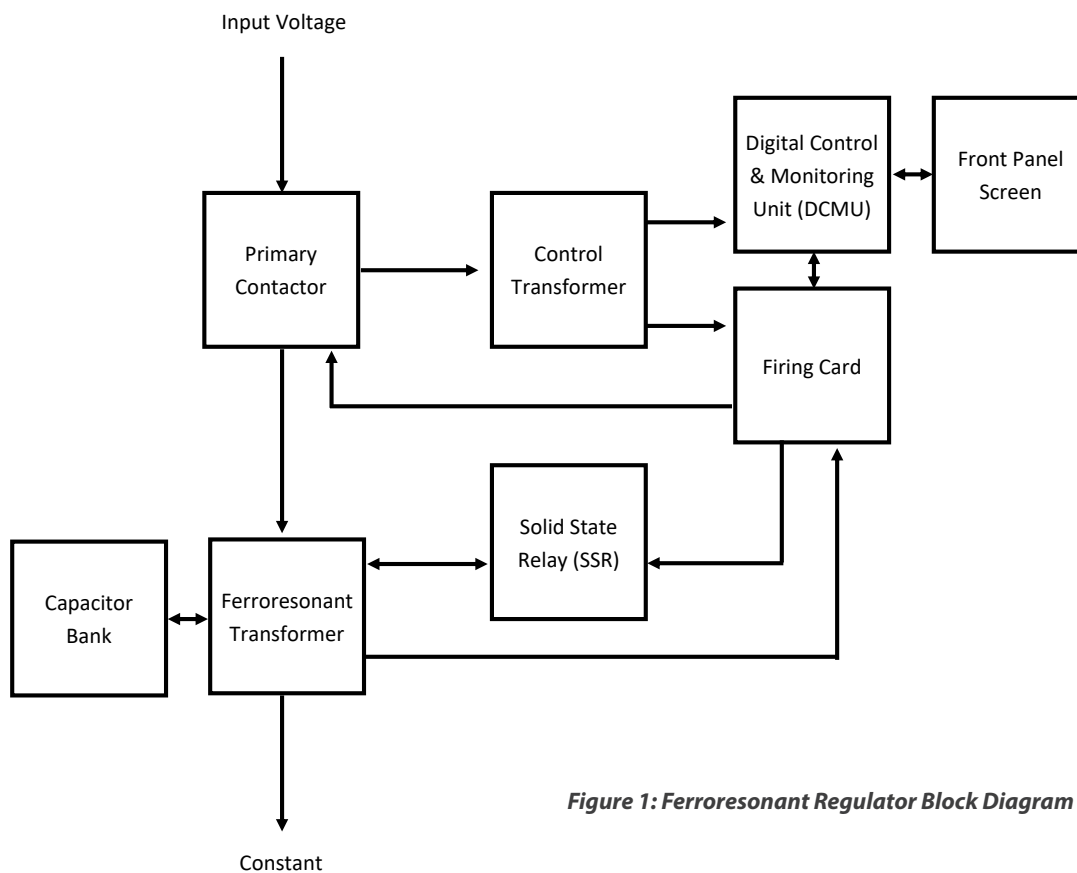 Input Voltage
Digital Control
& Monitoring
Unit (DCMU)
Front Panel
Screen
Primary
Contactor
Control
Transformer
Firing Card
Solid State
Relay (SSR)
Capacitor
Bank
Ferroresonant
Transformer
Figure 1: Ferroresonant Regulator Block Diagram
Constant